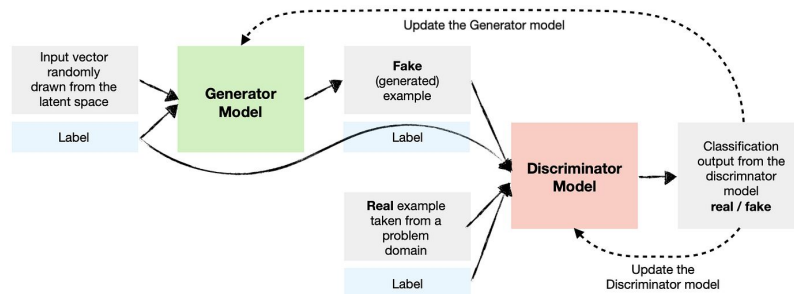 Update the Generator model
Input vector
randomly
drawn from the
latent space
Label
Generator
Model
Fake
(generated)
example
Label
Real example
taken from a
problem
domain
Label
Discriminator
Model
Classification
output from the
discrimnator
model
real / fake
Update the
Discriminator model